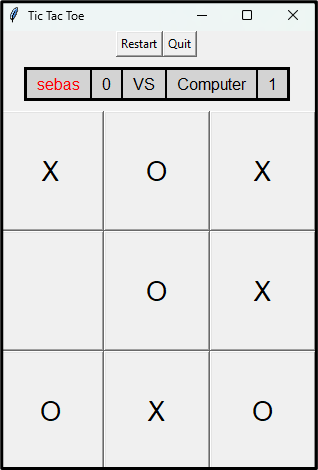 Tic Tac Toe
Restart Quit
sebas 0 VS Computer 1
X O X
O X
O X O